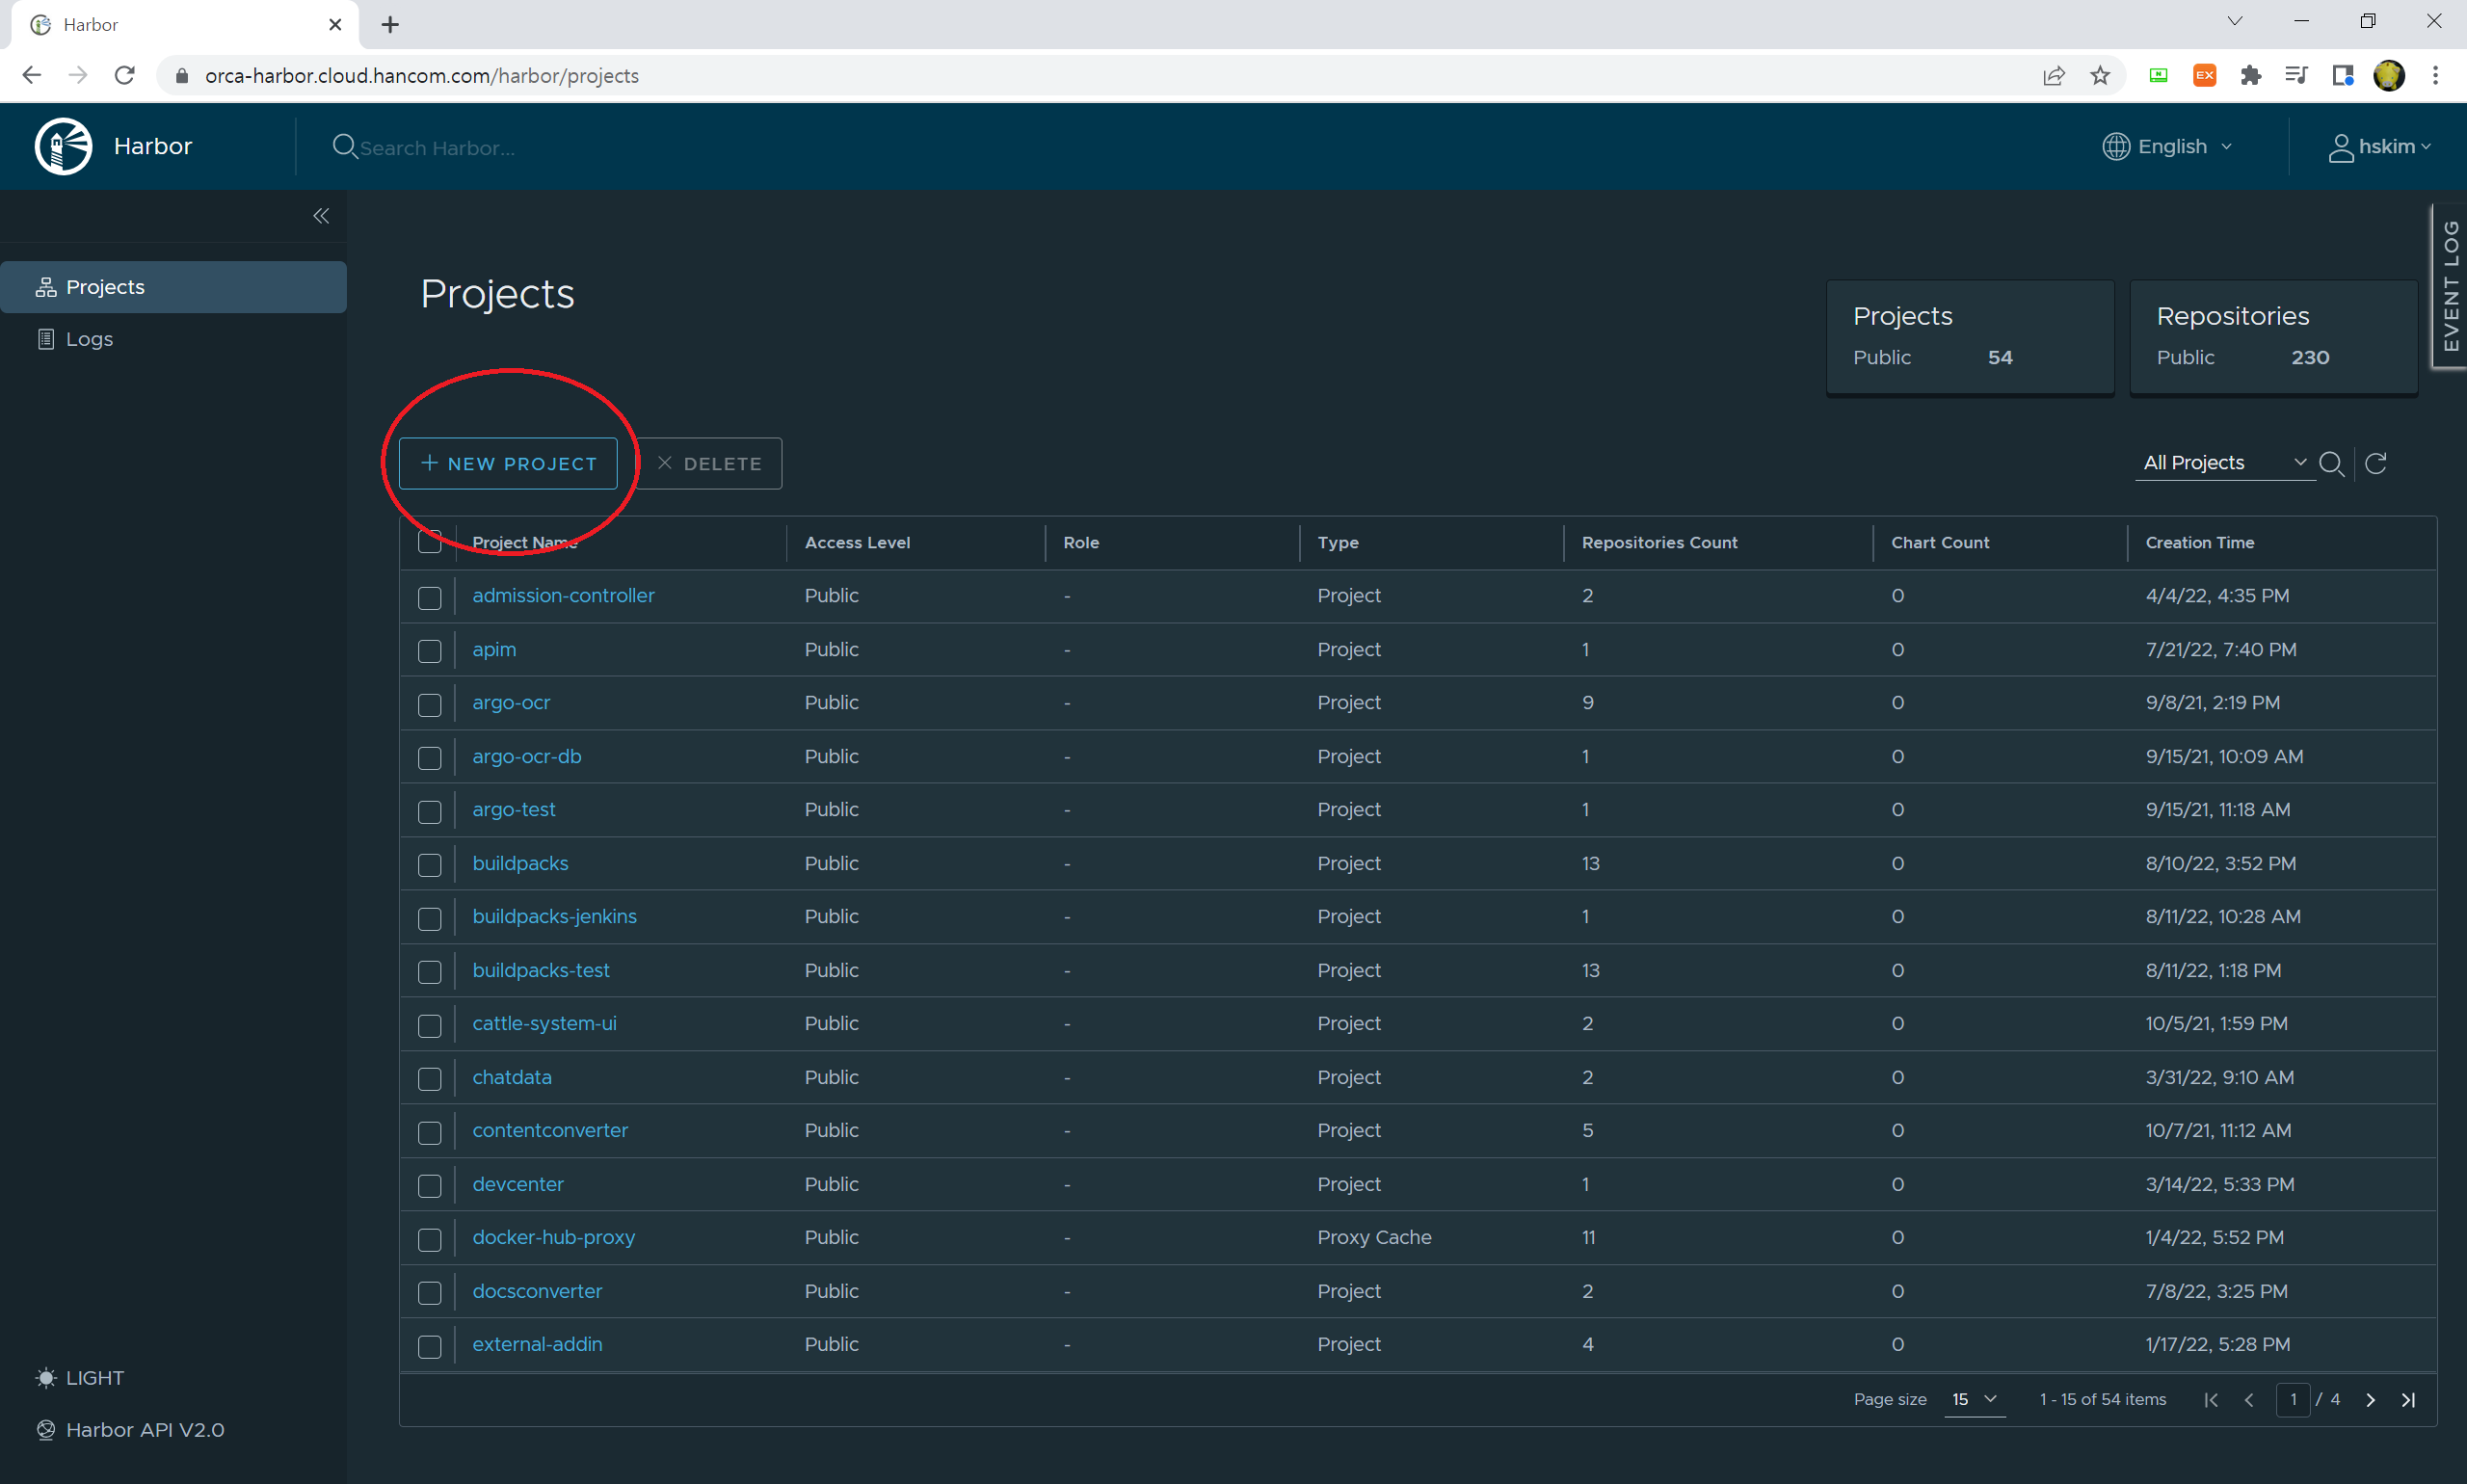 Harbor
orca-harbor.cloud.hancom.com/harbor/projects
EX
Harbor
Search Harbor...
English
hskim
Projects
Logs
EVENT LOG
Projects
Projects
Public 54
Repositories
Public 230
+ NEW PROJECT
× DELETE
All Projects
Project Name Access Level Role Type Repositories Count Chart Count Creation Time
admission-controller Public - Project 2 0 4/4/22, 4:35 PM
apim Public - Project 1 0 7/21/22, 7:40 PM
argo-ocr Public - Project 9 0 9/8/21, 2:19 PM
argo-ocr-db Public - Project 1 0 9/15/21, 10:09 AM
argo-test Public - Project 1 0 9/15/21, 11:18 AM
buildpacks Public - Project 13 0 8/10/22, 3:52 PM
buildpacks-jenkins Public - Project 1 0 8/11/22, 10:28 AM
buildpacks-test Public - Project 13 0 8/11/22, 1:18 PM
cattle-system-ui Public - Project 2 0 10/5/21, 1:59 PM
chatdata Public - Project 2 0 3/31/22, 9:10 AM
contentconverter Public - Project 5 0 10/7/21, 11:12 AM
devcenter Public - Project 1 0 3/14/22, 5:33 PM
docker-hub-proxy Public - Proxy Cache 11 0 1/4/22, 5:52 PM
docsconverter Public - Project 2 0 7/8/22, 3:25 PM
external-addin Public - Project 4 0 1/17/22, 5:28 PM
Page size 15 1 - 15 of 54 items 1 / 4
LIGHT
Harbor API V2.0